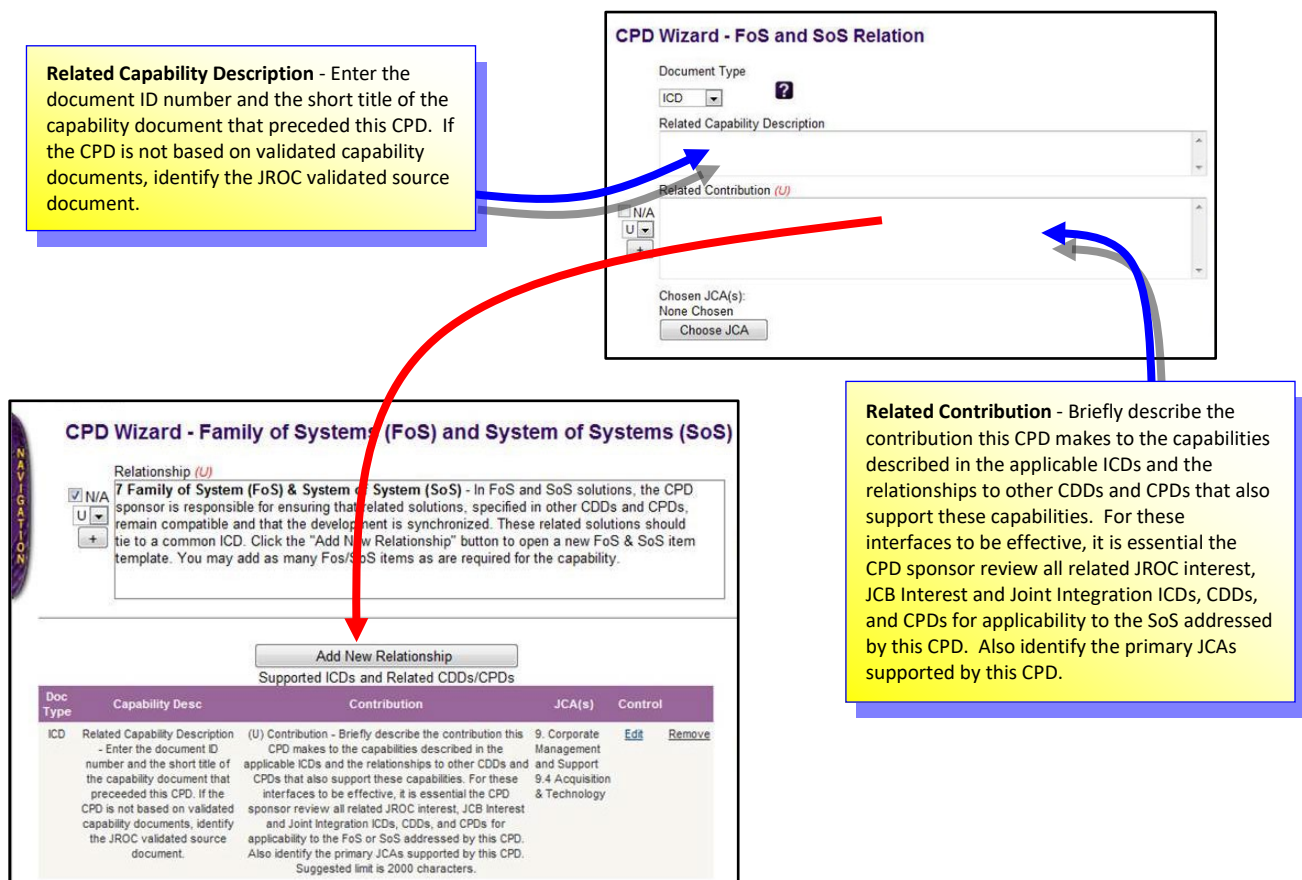 CPD Wizard - FoS and SoS Relation
Document Type
ICD
?
Related Capability Description
Related Contribution (U)
N/A
U
+
Chosen JCA(s):
None Chosen
Choose JCA
Related Capability Description - Enter the
document ID number and the short title of the
capability document that preceded this CPD. If
the CPD is not based on validated capability
documents, identify the JROC validated source
document.
Related Contribution - Briefly describe the
contribution this CPD makes to the capabilities
described in the applicable ICDs and the
relationships to other CDDs and CPDs that also
support these capabilities. For these
interfaces to be effective, it is essential the
CPD sponsor review all related JROC interest,
JCB Interest and Joint Integration ICDs, CDDs,
and CPDs for applicability to the SoS addressed
by this CPD. Also identify the primary JCAs
supported by this CPD.
NAVIGATION
CPD Wizard - Family of Systems (FoS) and System of Systems (SoS)
Relationship (U)
N/A
U
+
7 Family of System (FoS) & System of System (SoS) - In FoS and SoS solutions, the CPD
sponsor is responsible for ensuring that related solutions, specified in other CDDs and CPDs,
remain compatible and that the development is synchronized. These related solutions should
tie to a common ICD. Click the "Add New Relationship" button to open a new FoS & SoS item
template. You may add as many Fos/SoS items as are required for the capability.
Add New Relationship
Supported ICDs and Related CDDs/CPDs
Doc Type
Capability Desc
Contribution
JCA(s)
Control
ICD
Related Capability Description
- Enter the document ID
number and the short title of
the capability document that
preceeded this CPD. If the
CPD is not based on validated
capability documents, identify
the JROC validated source
document.
(U) Contribution - Briefly describe the contribution this
CPD makes to the capabilities described in the
applicable ICDs and the relationships to other CDDs and
CPDs that also support these capabilities. For these
interfaces to be effective, it is essential the CPD
sponsor review all related JROC interest, JCB Interest
and Joint Integration ICDs, CDDs, and CPDs for
applicability to the FoS or SoS addressed by this CPD.
Also identify the primary JCAs supported by this CPD.
Suggested limit is 2000 characters.
9. Corporate
Management
and Support
9.4 Acquisition
& Technology
Edit
Remove